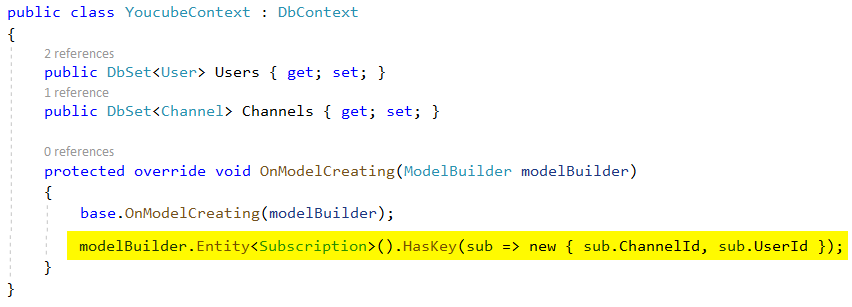 public class YoucubeContext : DbContext
{
2 references
public DbSet<User> Users { get; set; }
1 reference
public DbSet<Channel> Channels { get; set; }
0 references
protected override void OnModelCreating(ModelBuilder modelBuilder)
{
base.OnModelCreating(modelBuilder);
modelBuilder.Entity<Subscription>().HasKey(sub => new { sub.ChannelId, sub.UserId });
}
}